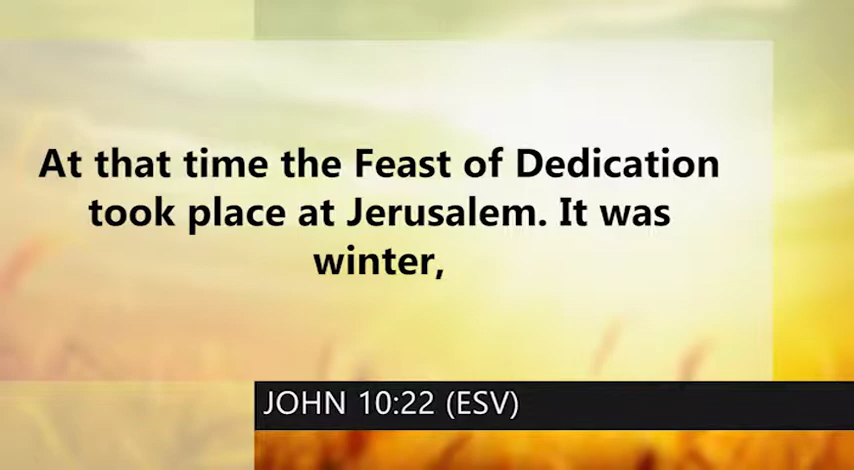 At that time the Feast of Dedication
took place at Jerusalem. It was
winter,
JOHN 10:22 (ESV)